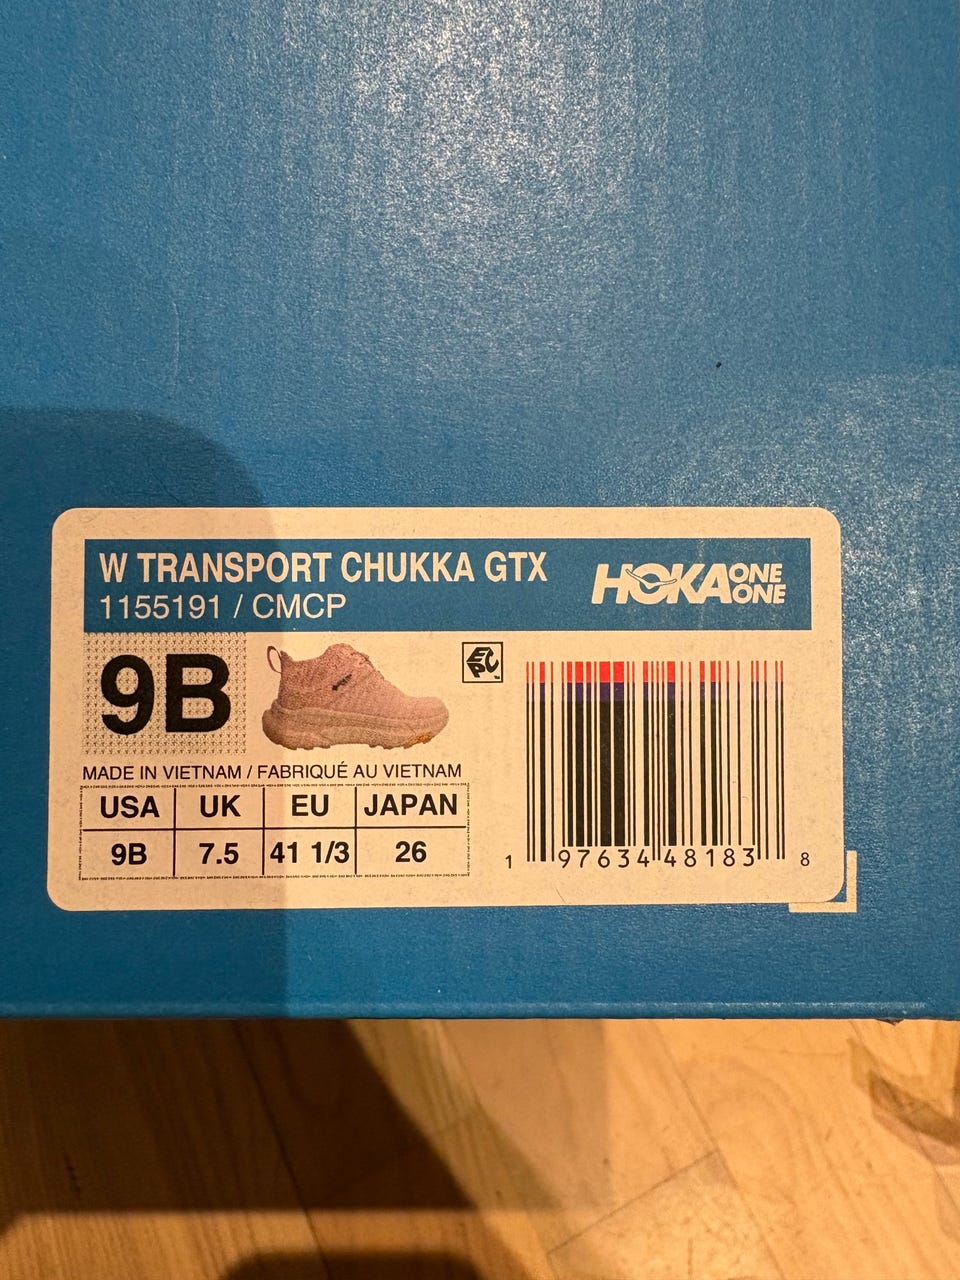 W TRANSPORT CHUKKA GTX
1155191 / CMCP
HOKA ONE ONE
9B
EPC
MADE IN VIETNAM / FABRIQUÉ AU VIETNAM
USA UK EU JAPAN
9B 7.5 41 1/3 26
1 97634 48183 8